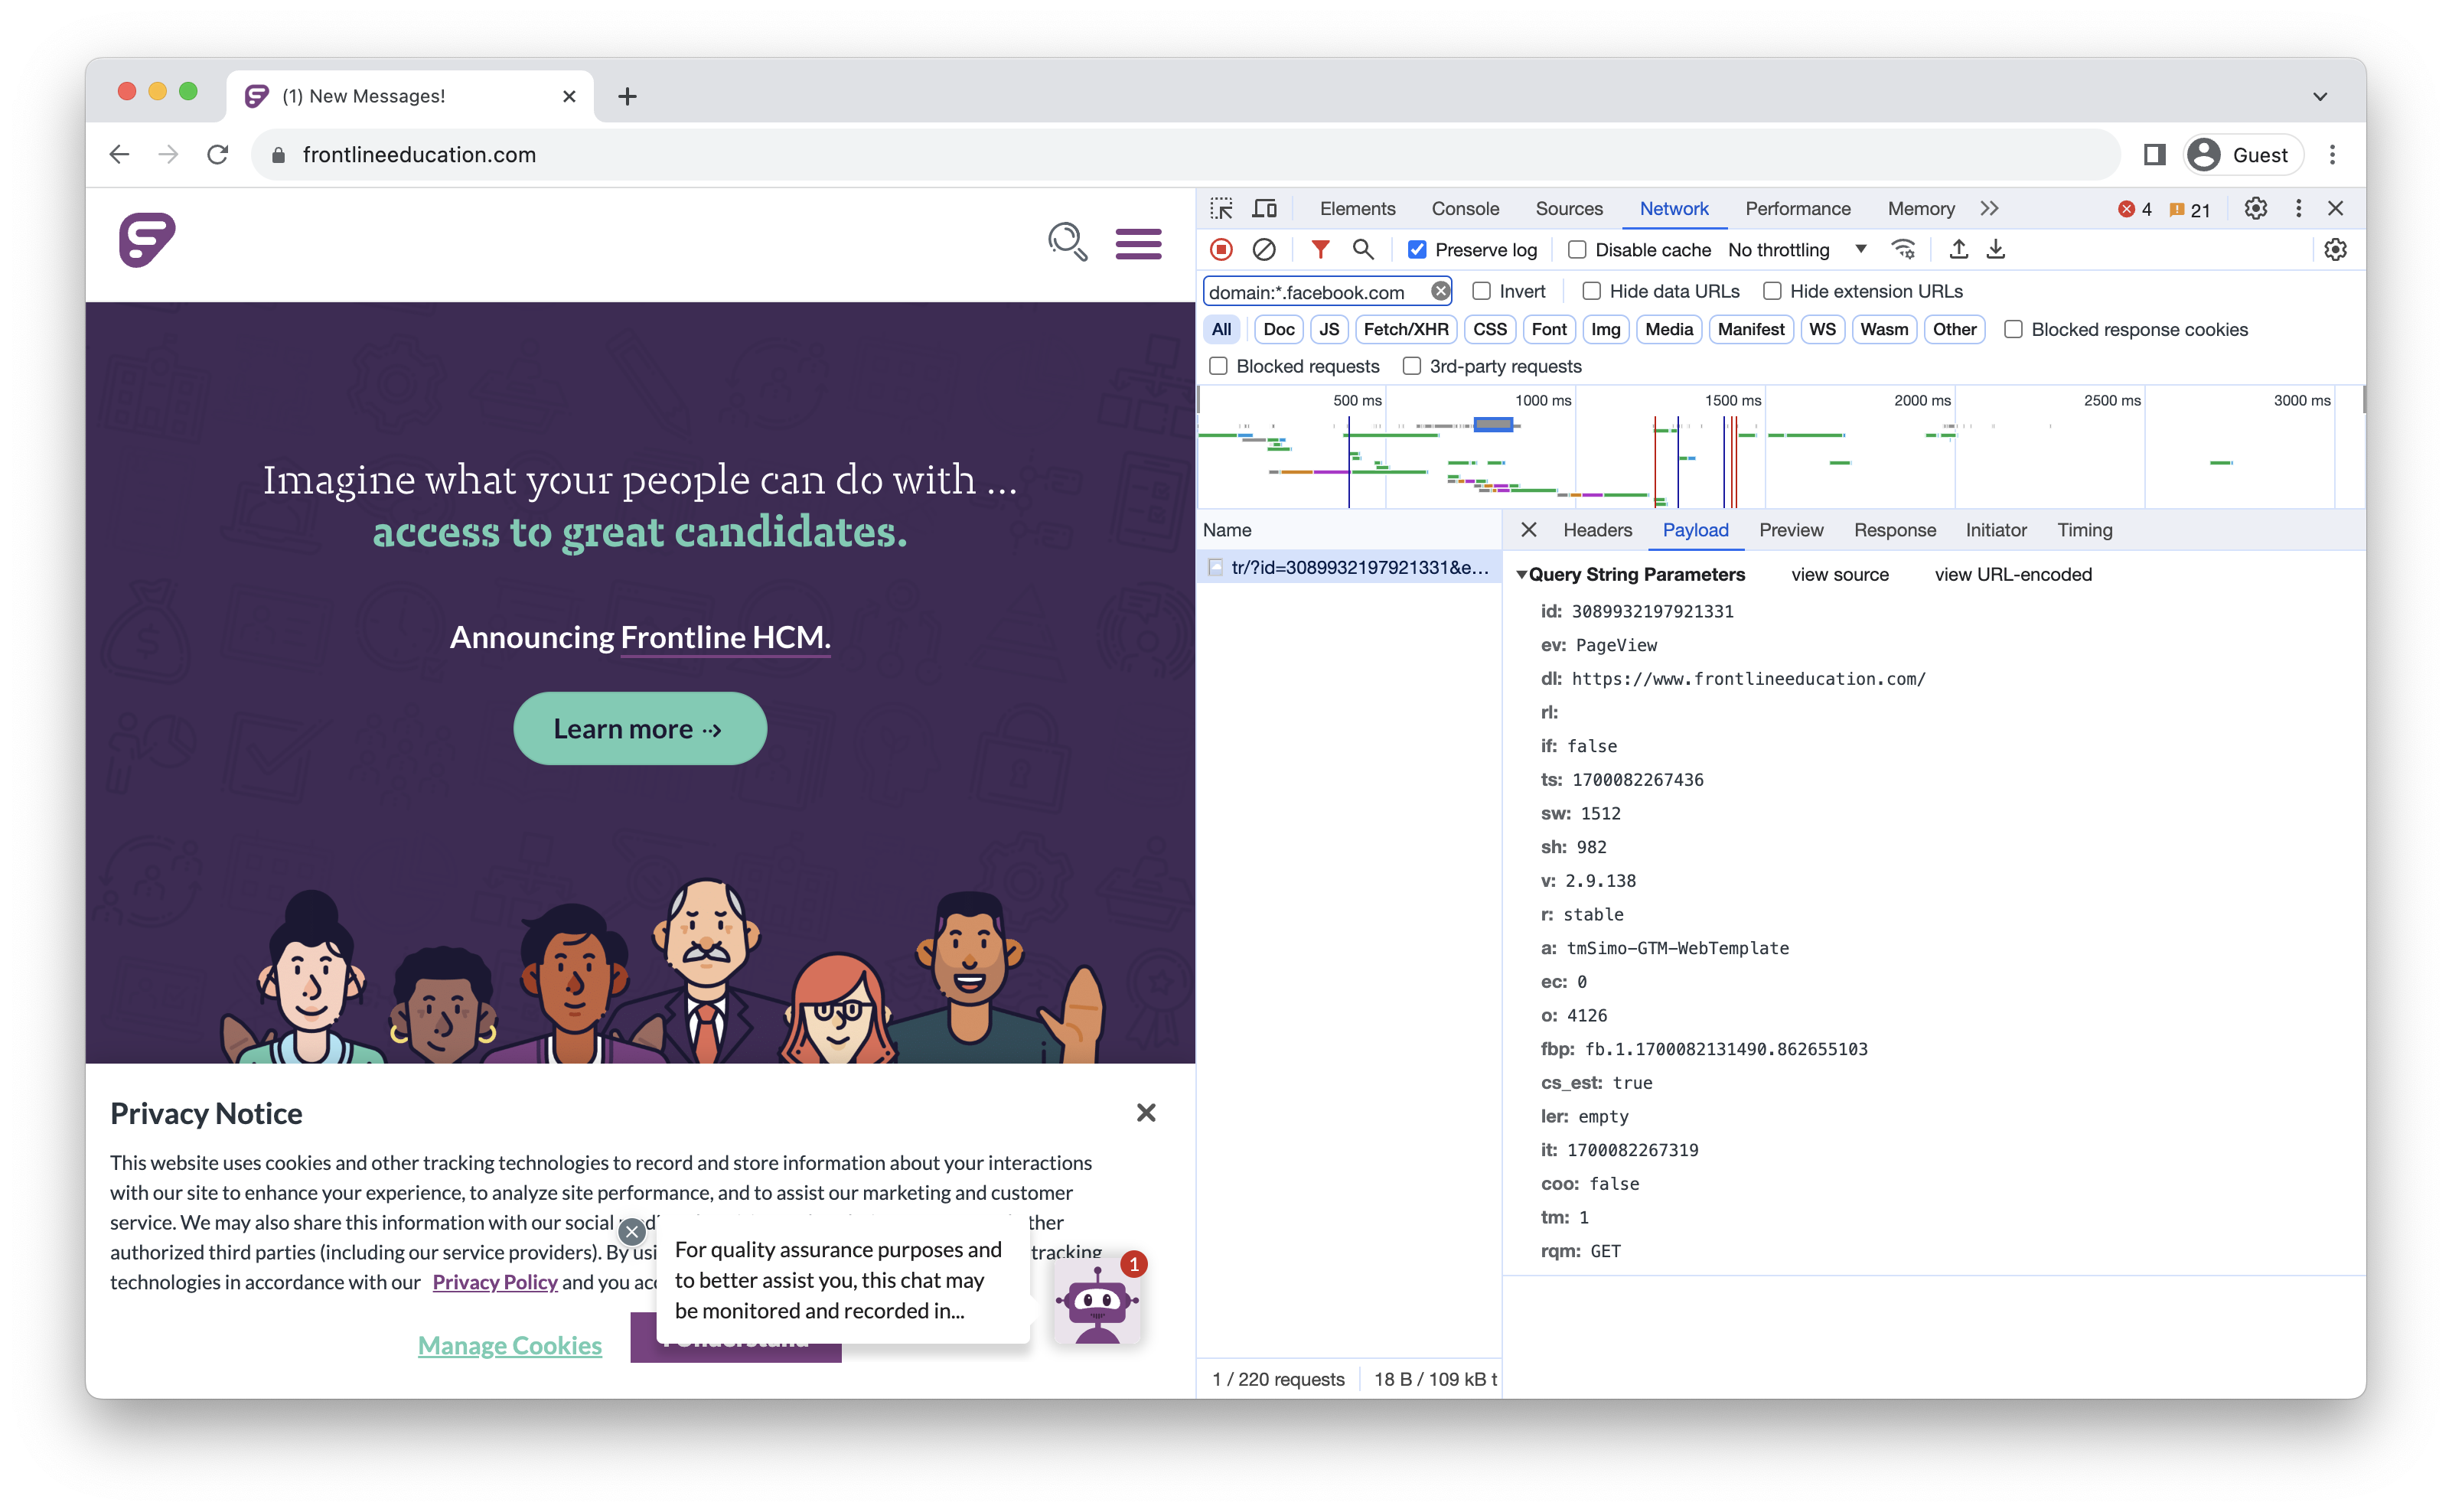 (1) New Messages!
frontlineeducation.com
Guest
Imagine what your people can do with ...
access to great candidates.
Announcing Frontline HCM.
Learn more
Privacy Notice
This website uses cookies and other tracking technologies to record and store information about your interactions
with our site to enhance your experience, to analyze site performance, and to assist our marketing and customer
service. We may also share this information with our social
authorized third parties (including our service providers). By tracking
technologies in accordance with our Privacy Policy and you
For quality assurance purposes and
to better assist you, this chat may
be monitored and recorded in...
1
Manage Cookies
Elements Console Sources Network Performance Memory 4 21
Preserve log Disable cache No throttling
domain:*.facebook.com Invert Hide data URLs Hide extension URLs
All Doc JS Fetch/XHR CSS Font Img Media Manifest WS Wasm Other Blocked response cookies
Blocked requests 3rd-party requests
500 ms 1000 ms 1500 ms 2000 ms 2500 ms 3000 ms
Name
tr/?id=3089932197921331&e...
1 / 220 requests 18 B / 109 kB t
Headers Payload Preview Response Initiator Timing
Query String Parameters view source view URL-encoded
id: 3089932197921331
ev: PageView
dl: https://www.frontlineeducation.com/
rl:
if: false
ts: 1700082267436
sw: 1512
sh: 982
v: 2.9.138
r: stable
a: tmSimo-GTM-WebTemplate
ec: 0
o: 4126
fbp: fb.1.1700082131490.862655103
cs_est: true
ler: empty
it: 1700082267319
coo: false
tm: 1
rqm: GET